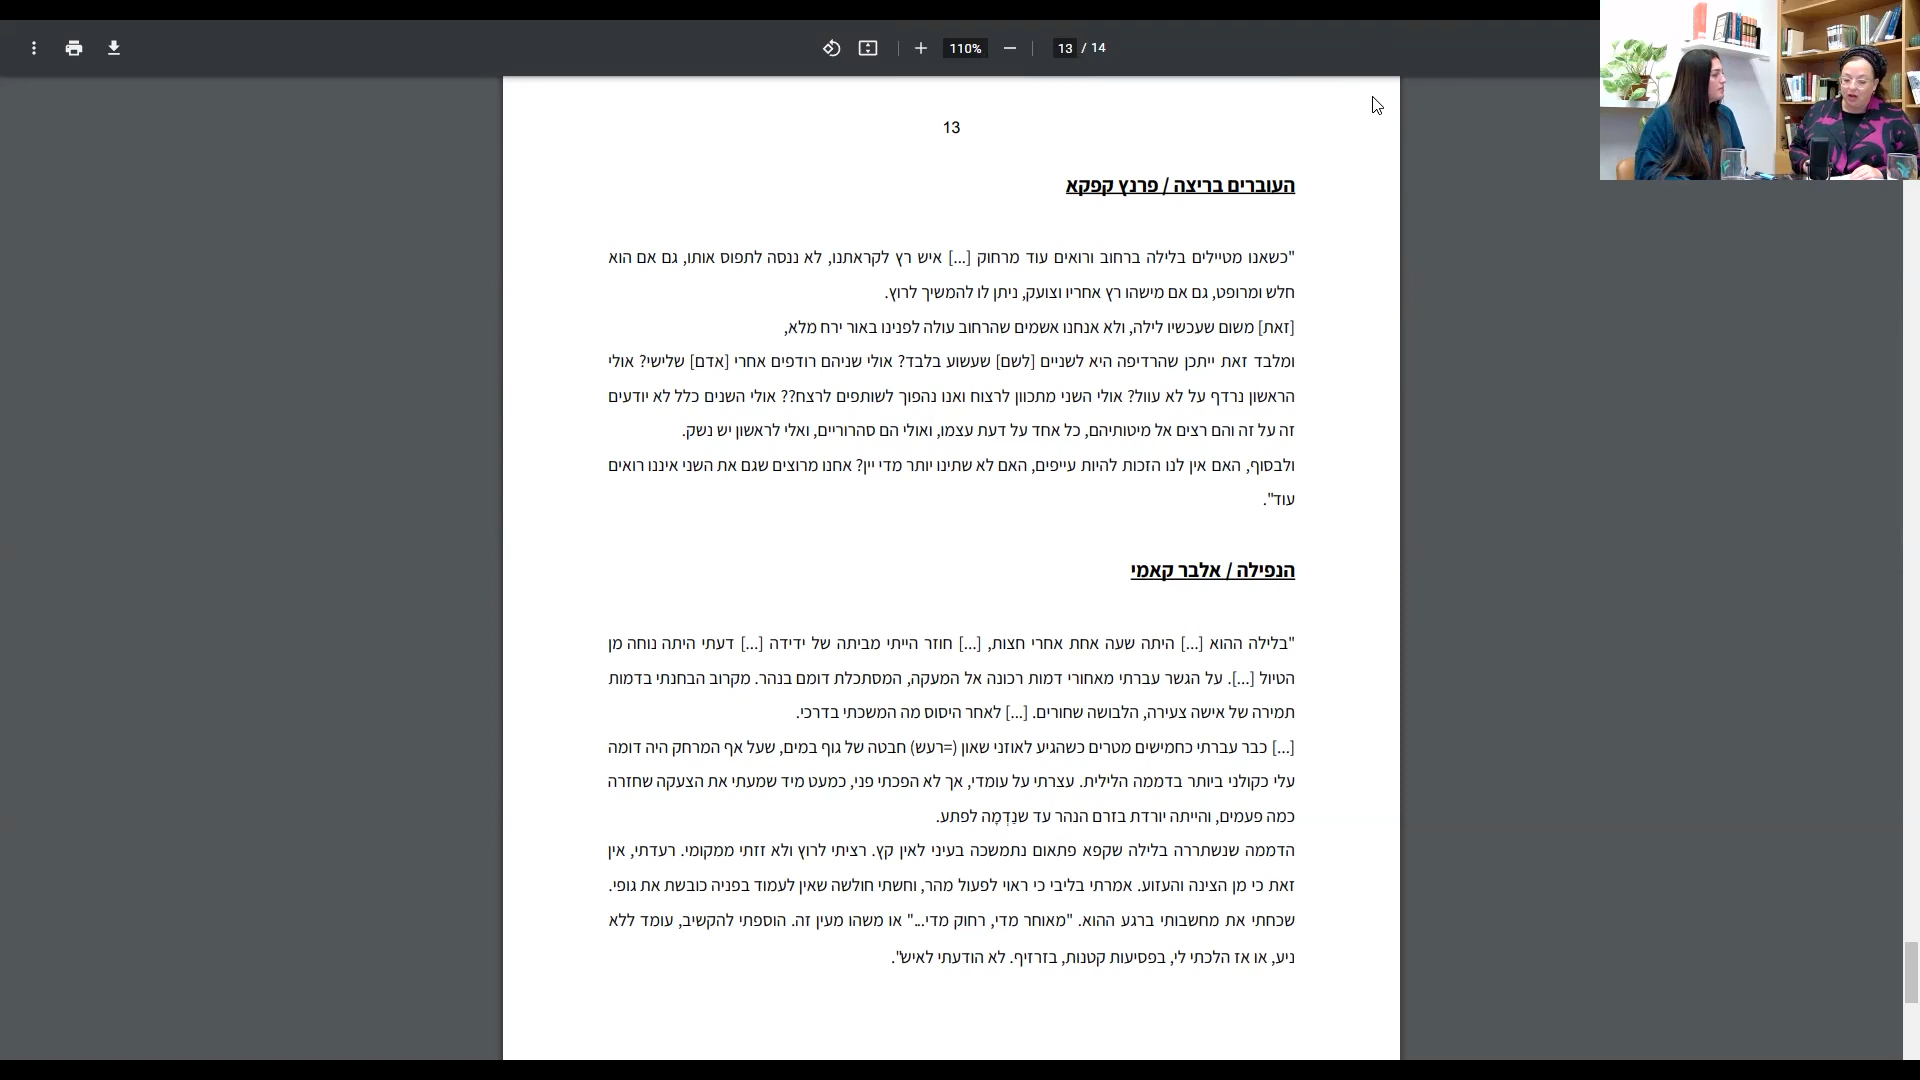 110%
13 / 14
13
העוברים בריצה / פרנץ קפקא
"כשאנו מטיילים בלילה ברחוב ורואים עוד מרחוק [...] איש רץ לקראתנו, לא ננסה לתפוס אותו, גם אם הוא
חלש ומרופט, גם אם מישהו רץ אחריו וצועק, ניתן לו להמשיך לרוץ.
[זאת] משום שעכשיו לילה, ולא אנחנו אשמים שהרחוב עולה לפנינו באור ירח מלא,
ומלבד זאת ייתכן שהרדיפה היא לשניים [לשם] שעשוע בלבד? אולי שניהם רודפים אחרי [אדם] שלישי? אולי
הראשון נרדף על לא עוול? אולי השני מתכוון לרצוח ואנו נהפוך לשותפים לרצח?? אולי השנים כלל לא יודעים
זה על זה והם רצים אל מיטותיהם, כל אחד על דעת עצמו, ואולי הם סהרוריים, ואלי לראשון יש נשק.
ולבסוף, האם אין לנו הזכות להיות עייפים, האם לא שתינו יותר מדי יין? אחנו מרוצים שגם את השני איננו רואים
עוד".
הנפילה / אלבר קאמי
"בלילה ההוא [...] היתה שעה אחת אחרי חצות, [...] חוזר הייתי מביתה של ידידה [...] דעתי היתה נוחה מן
הטיול [...]. על הגשר עברתי מאחורי דמות רכונה אל המעקה, המסתכלת דומם בנהר. מקרוב הבחנתי בדמות
תמירה של אישה צעירה, הלבושה שחורים. [...] לאחר היסוס מה המשכתי בדרכי.
[...] כבר עברתי כחמישים מטרים כשהגיע לאוזני שאון (=רעש) חבטה של גוף במים, שעל אף המרחק היה דומה
עלי כקולני ביותר בדממה הלילית. עצרתי על עומדי, אך לא הפכתי פני, כמעט מיד שמעתי את הצעקה שחזרה
כמה פעמים, והייתה יורדת בזרם הנהר עד שנָדְמָה לפתע.
הדממה שנשתררה בלילה שקפא פתאום נתמשכה בעיני לאין קץ. רציתי לרוץ ולא זזתי ממקומי. רעדתי, אין
זאת כי מן הצינה והעזוע. אמרתי בליבי כי ראוי לפעול מהר, וחשתי חולשה שאין לעמוד בפניה כובשת את גופי.
שכחתי את מחשבותי ברגע ההוא. "מאוחר מדי, רחוק מדי..." או משהו מעין זה. הוספתי להקשיב, עומד ללא
ניע, או אז הלכתי לי, בפסיעות קטנות, בזרזיף. לא הודעתי לאיש".